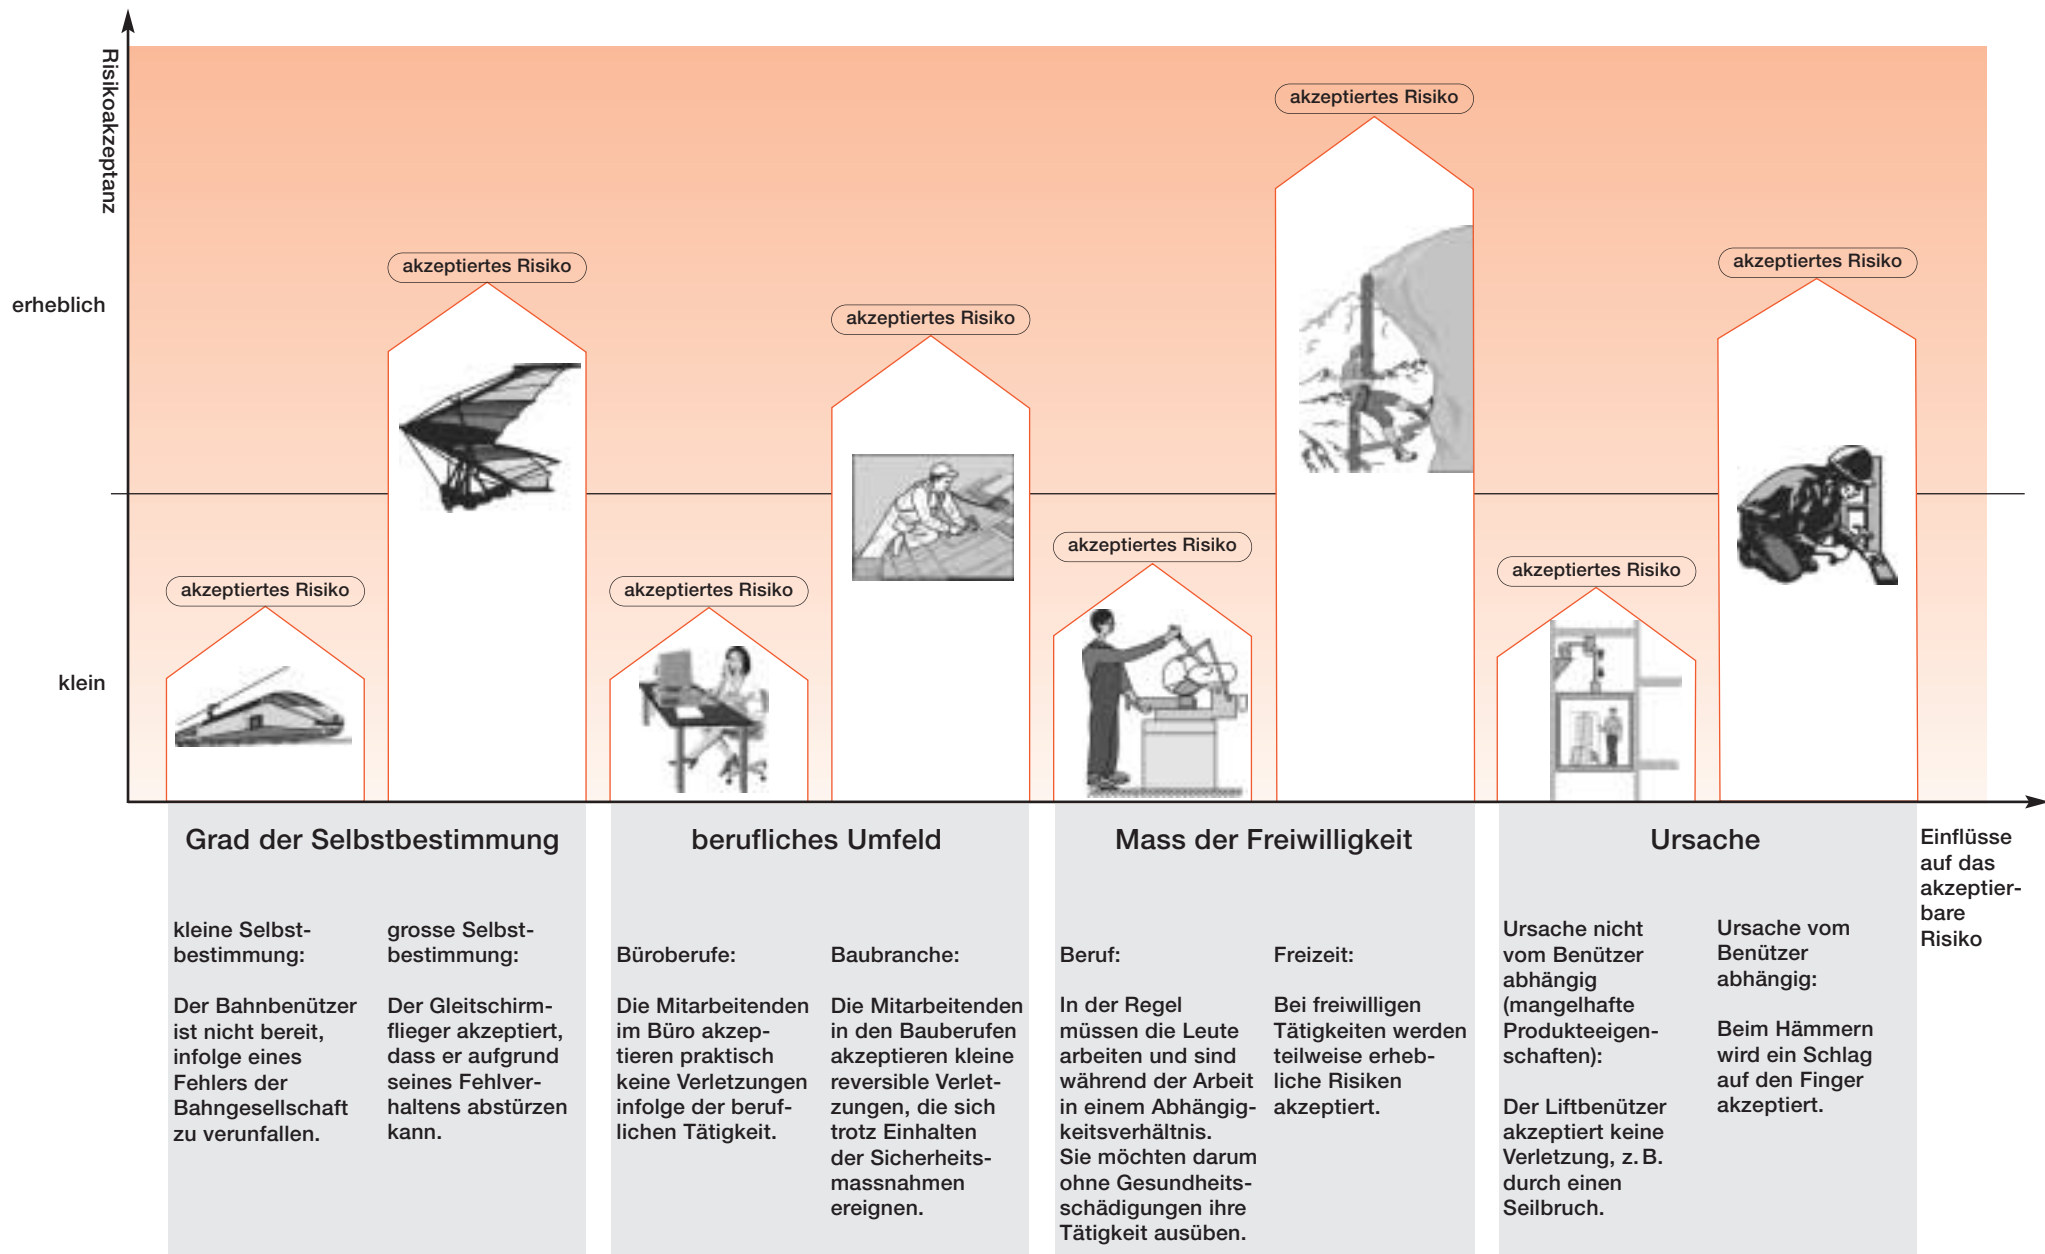 Risikoakzeptanz
erheblich
klein
akzeptiertes Risiko
akzeptiertes Risiko
akzeptiertes Risiko
akzeptiertes Risiko
akzeptiertes Risiko
akzeptiertes Risiko
akzeptiertes Risiko
akzeptiertes Risiko
Grad der Selbstbestimmung
kleine Selbst-
bestimmung:
Der Bahnbenützer
ist nicht bereit,
infolge eines
Fehlers der
Bahngesellschaft
zu verunfallen.
grosse Selbst-
bestimmung:
Der Gleitschirm-
flieger akzeptiert,
dass er aufgrund
seines Fehlver-
haltens abstürzen
kann.
berufliches Umfeld
Büroberufe:
Die Mitarbeitenden
im Büro akzep-
tieren praktisch
keine Verletzungen
infolge der beruf-
lichen Tätigkeit.
Baubranche:
Die Mitarbeitenden
in den Bauberufen
akzeptieren kleine
reversible Verlet-
zungen, die sich
trotz Einhalten
der Sicherheits-
massnahmen
ereignen.
Mass der Freiwilligkeit
Beruf:
In der Regel
müssen die Leute
arbeiten und sind
während der Arbeit
in einem Abhängig-
keitsverhältnis.
Sie möchten darum
ohne Gesundheits-
schädigungen ihre
Tätigkeit ausüben.
Freizeit:
Bei freiwilligen
Tätigkeiten werden
teilweise erheb-
liche Risiken
akzeptiert.
Ursache
Ursache nicht
vom Benützer
abhängig
(mangelhafte
Produkteeigen-
schaften):
Der Liftbenützer
akzeptiert keine
Verletzung, z. B.
durch einen
Seilbruch.
Ursache vom
Benützer
abhängig:
Beim Hämmern
wird ein Schlag
auf den Finger
akzeptiert.
Einflüsse
auf das
akzeptier-
bare
Risiko